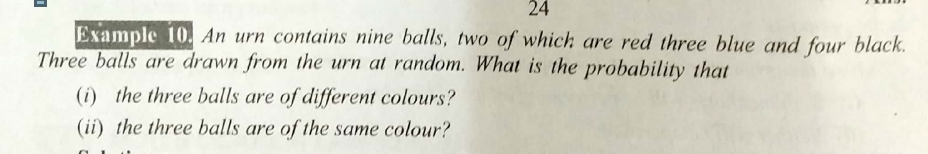 24
Example 10. An urn contains nine balls, two of which are red three blue and four black.
Three balls are drawn from the urn at random. What is the probability that
(i) the three balls are of different colours?
(ii) the three balls are of the same colour?